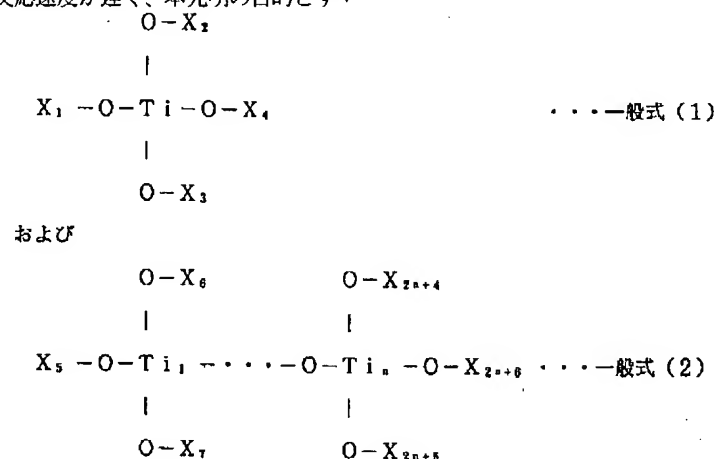 反応速度が遅く、本発明の目的とす
O－X₂
｜
X₁ －O－Ti－O－X₄ ・・・一般式（1）
｜
O－X₃
および
O－X₆ O－X₂ₙ₊₄
｜ ｜
X₅ －O－Ti₁ －・・・－O－Tiₙ －O－X₂ₙ₊₆ ・・・一般式（2）
｜ ｜
O－X₇ O－X₂ₙ₊₅